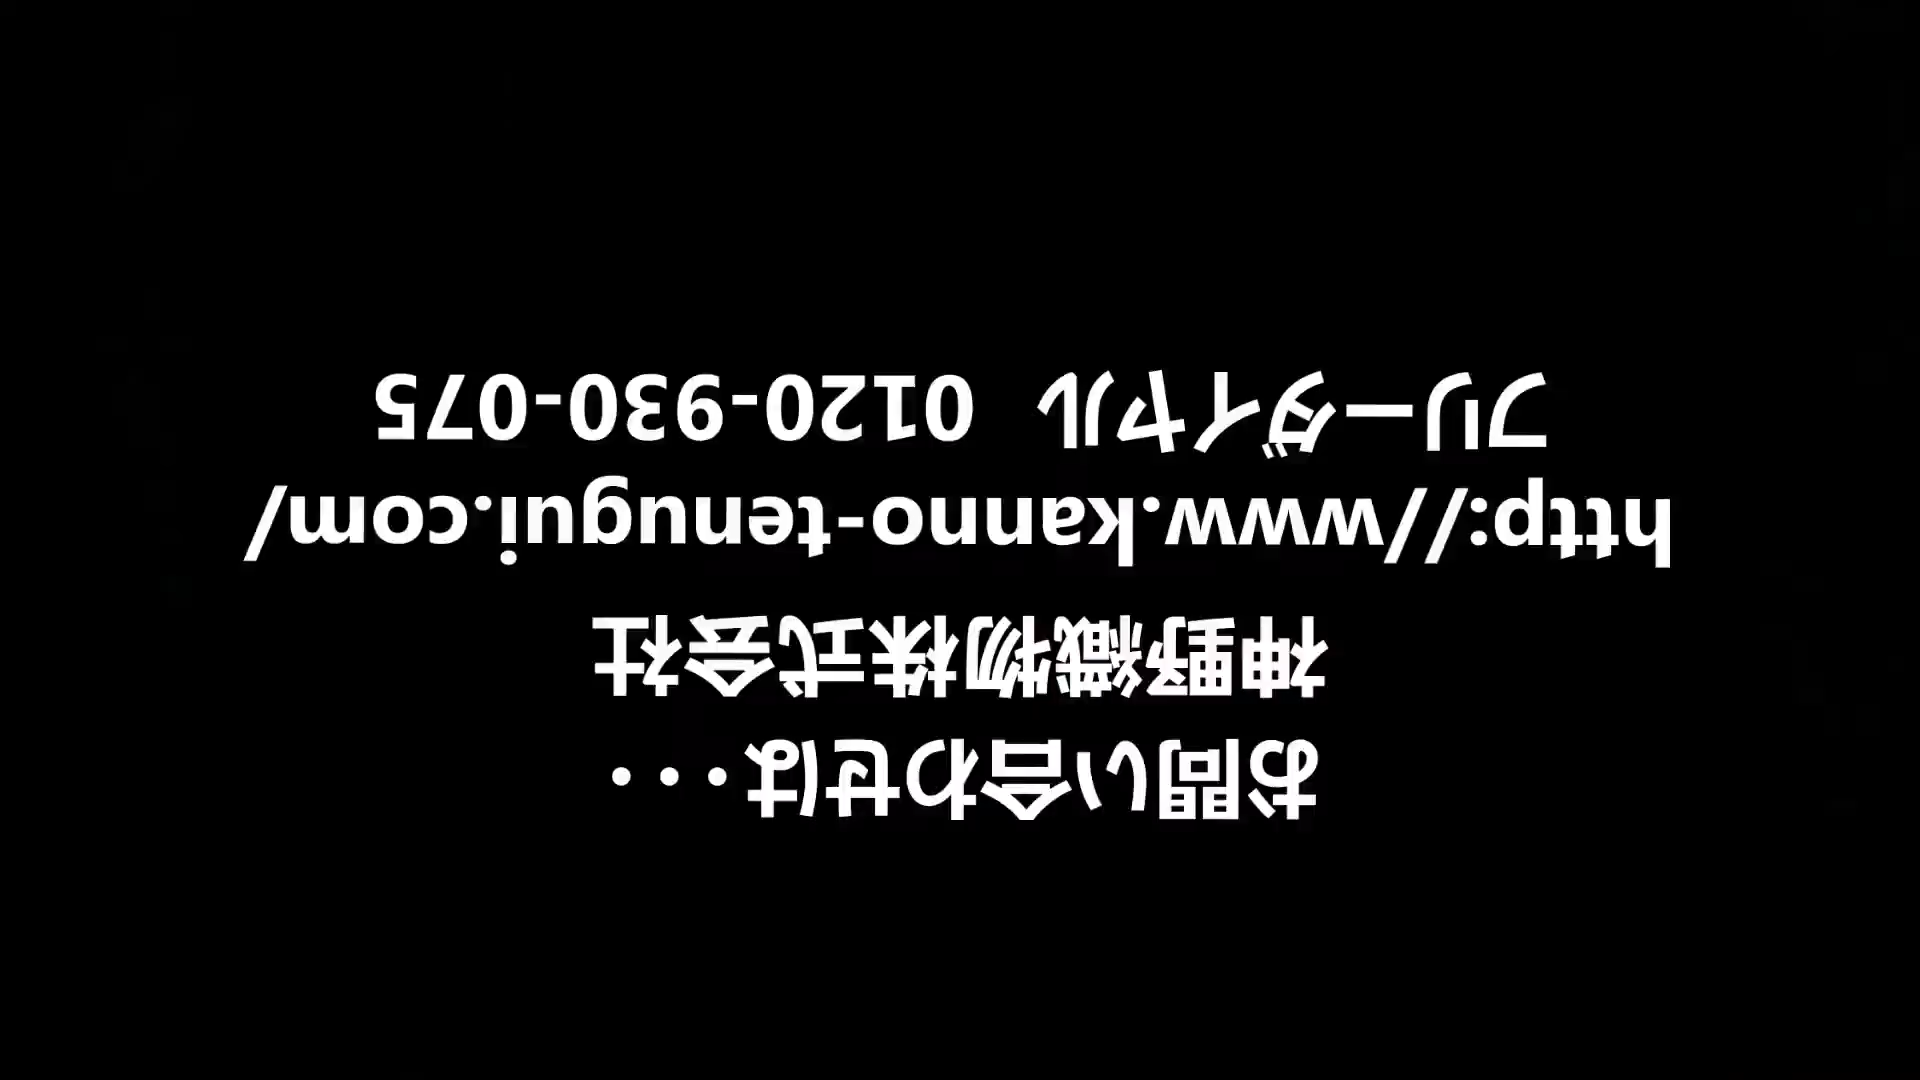 お問い合わせは・・・
神野織物株式会社
http://www.kanno-tenugui.com/
フリーダイヤル 0120-930-075